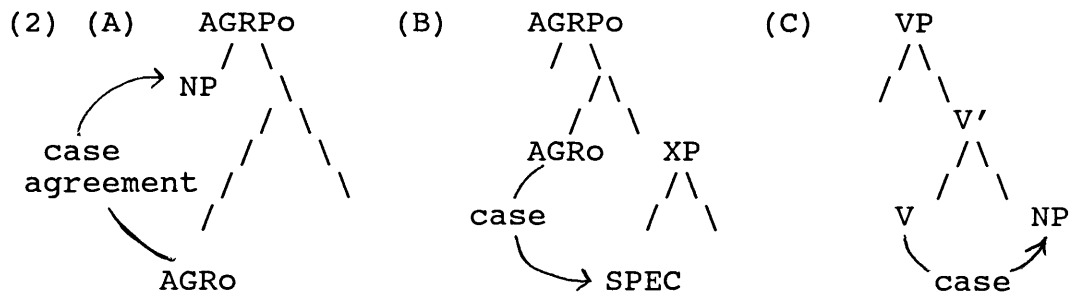 (2) (A) AGRPo (B) AGRPo (C) VP
NP
V'
case AGRo XP
agreement
case V NP
AGRo SPEC case